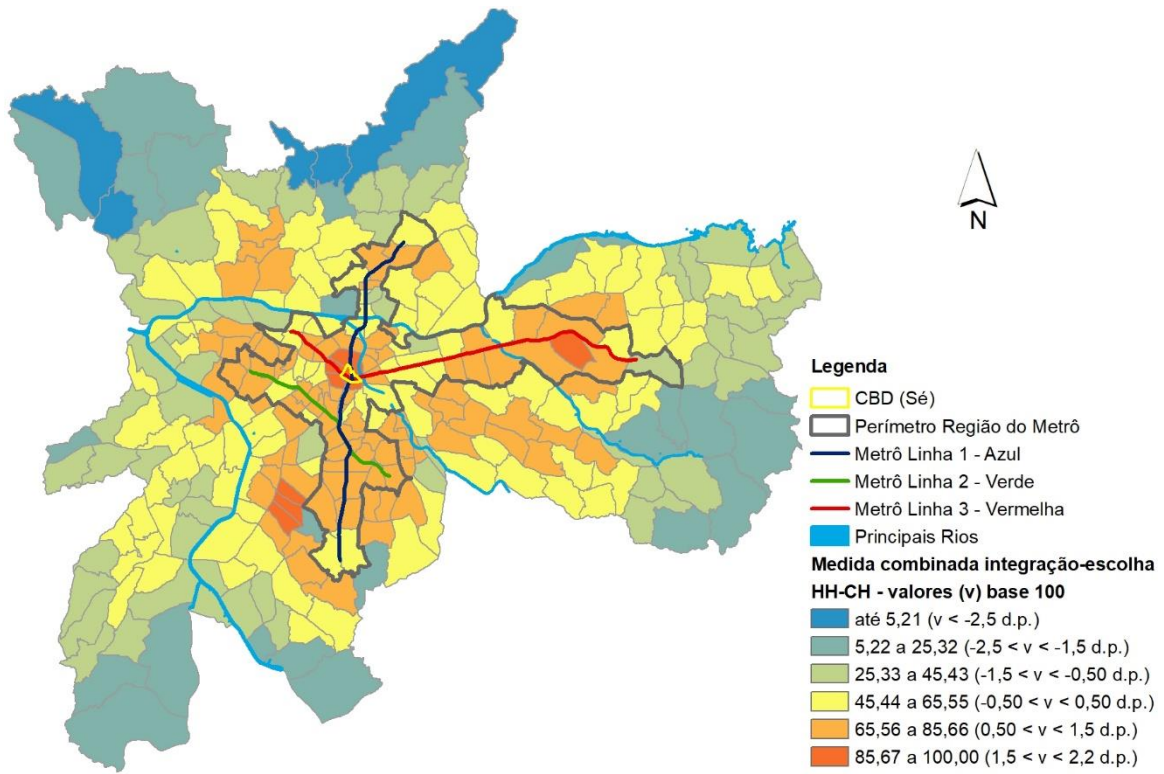 N
Legenda
CBD (Sé)
Perímetro Região do Metrô
Metrô Linha 1 - Azul
Metrô Linha 2 - Verde
Metrô Linha 3 - Vermelha
Principais Rios
Medida combinada integração-escolha
HH-CH - valores (v) base 100
até 5,21 (v < -2,5 d.p.)
5,22 a 25,32 (-2,5 < v < -1,5 d.p.)
25,33 a 45,43 (-1,5 < v < -0,50 d.p.)
45,44 a 65,55 (-0,50 < v < 0,50 d.p.)
65,56 a 85,66 (0,50 < v < 1,5 d.p.)
85,67 a 100,00 (1,5 < v < 2,2 d.p.)